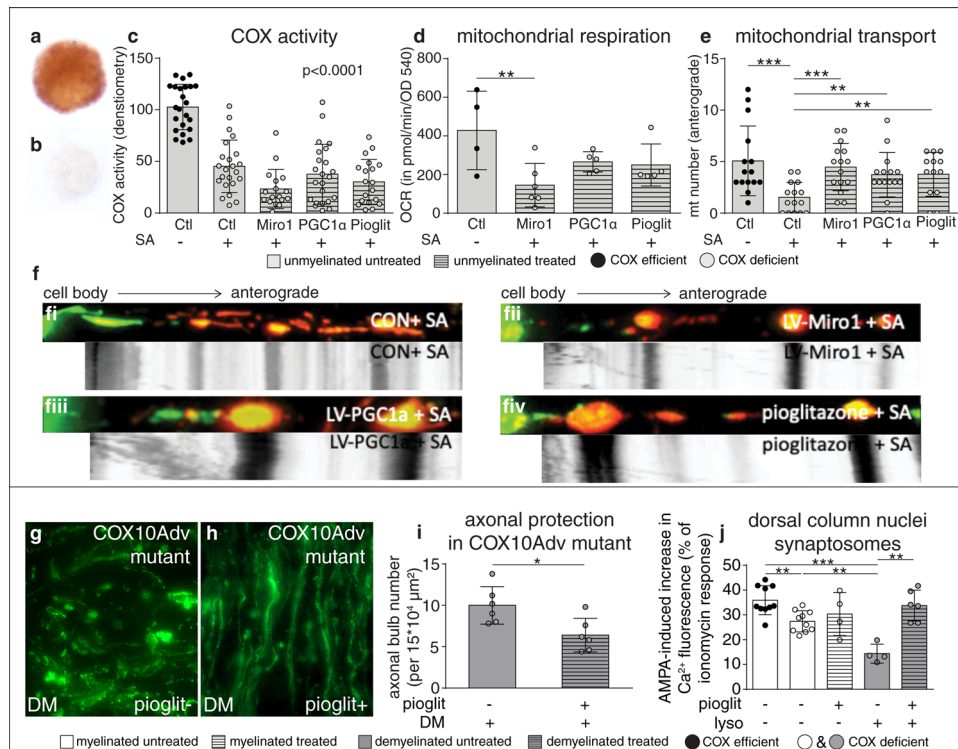 a
b
c COX activity
COX activity (denstiometry)
150
100
50
0
p<0.0001
Ctl Ctl Miro1 PGC1α Pioglit
SA - + + + +
d mitochondrial respiration
OCR (in pmol/min/OD 540)
800
600
400
200
0
**
Ctl Miro1 PGC1α Pioglit
SA - + + +
e mitochondrial transport
mt number (anterograde)
15
10
5
0
***
***
**
**
Ctl Ctl Miro1 PGC1α Pioglit
SA - + + + +
unmyelinated untreated unmyelinated treated COX efficient COX deficient
f
cell body anterograde
fi CON+ SA
CON+ SA
cell body anterograde
fii LV-Miro1 + SA
LV-Miro1 + SA
fiii LV-PGC1a + SA
LV-PGC1a + SA
fiv pioglitazone + SA
pioglitazon + SA
g COX10Adv
mutant
DM pioglit-
h COX10Adv
mutant
DM pioglit+
i axonal protection
in COX10Adv mutant
axonal bulb number
(per 15*10⁴ µm²)
15
10
5
0
*
pioglit - +
DM + +
j dorsal column nuclei
synaptosomes
AMPA-induced increase in
Ca²⁺ fluorescence (% of
ionomycin response)
50
40
30
20
10
0
*** **
** **
pioglit - - + - +
lyso - - - + +
myelinated untreated myelinated treated demyelinated untreated demyelinated treated COX efficient & COX deficient